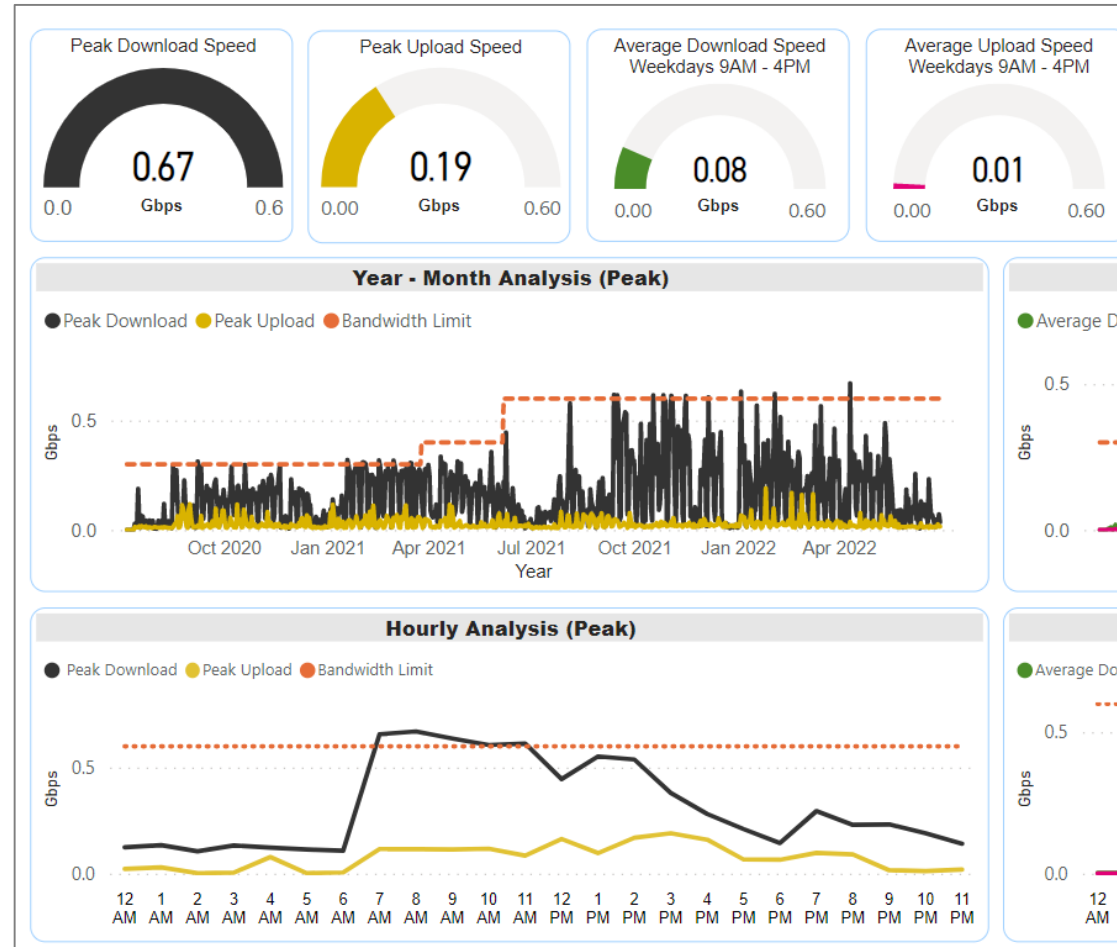 Peak Download Speed
0.67
Gbps
0.0
0.6
Peak Upload Speed
0.19
Gbps
0.00
0.60
Average Download Speed
Weekdays 9AM - 4PM
0.08
Gbps
0.00
0.60
Average Upload Speed
Weekdays 9AM - 4PM
0.01
Gbps
0.00
0.60
Year - Month Analysis (Peak)
Peak Download Peak Upload Bandwidth Limit
Gbps
0.5
0.0
Oct 2020 Jan 2021 Apr 2021 Jul 2021 Oct 2021 Jan 2022 Apr 2022
Year
Average D
Gbps
0.5
0.0
Hourly Analysis (Peak)
Peak Download Peak Upload Bandwidth Limit
Gbps
0.5
0.0
12 1 2 3 4 5 6 7 8 9 10 11 12 1 2 3 4 5 6 7 8 9 10 11
AM AM AM AM AM AM AM AM AM AM AM AM PM PM PM PM PM PM PM PM PM PM PM PM
Average Do
Gbps
0.5
0.0
12
AM